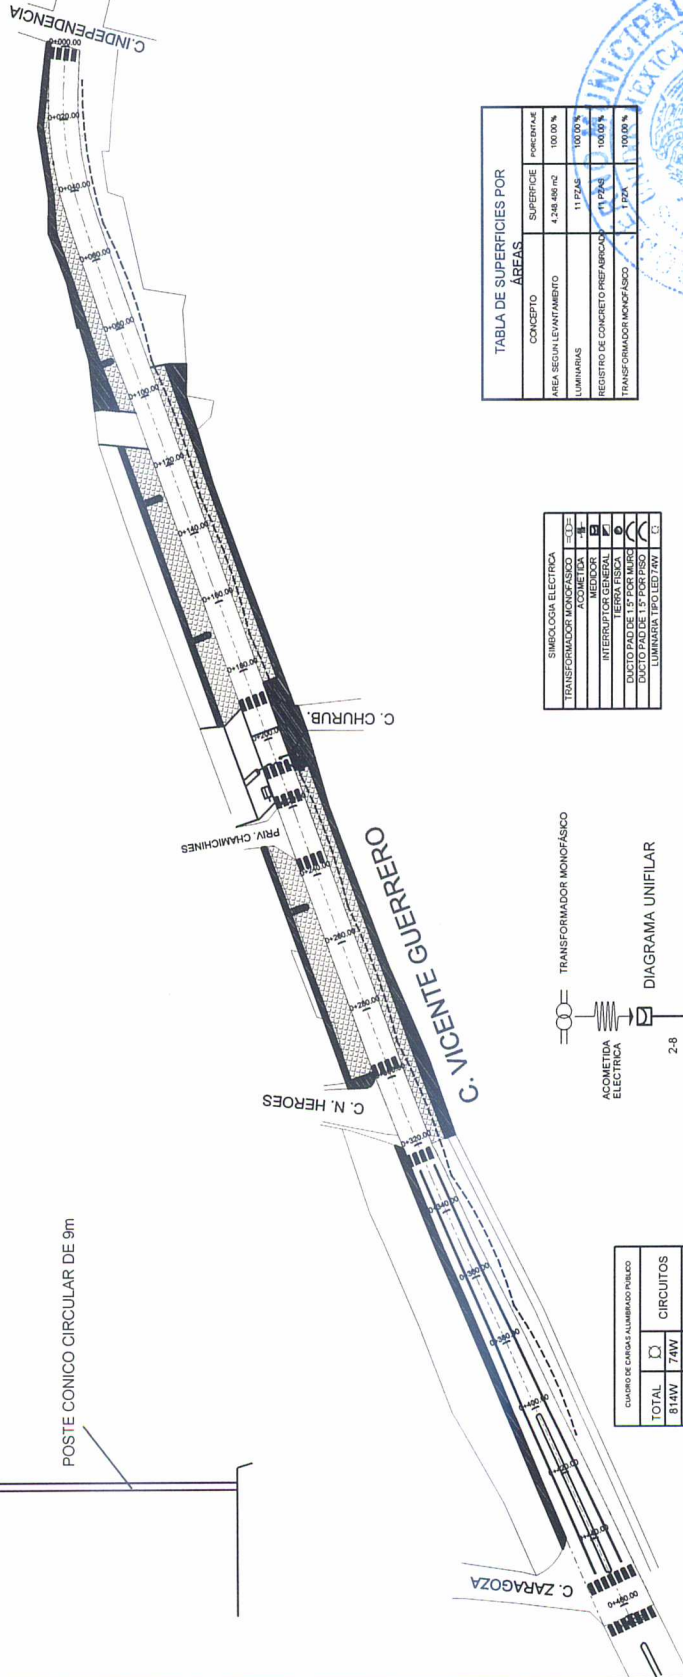 C.INDEPENDENCIA
0+000.00
0+020.00
0+040.00
0+060.00
0+080.00
0+100.00
0+120.00
0+140.00
0+160.00
0+180.00
0+200.00
C. CHURUB.
PRIV. CHAMICHINES
0+240.00
0+260.00
0+280.00
C. VICENTE GUERRERO
C. N. HEROES
0+320.00
0+340.00
0+360.00
0+380.00
0+400.00
0+420.00
0+440.00
0+460.00
C. ZARAGOZA
POSTE CONICO CIRCULAR DE 9m
TABLA DE SUPERFICIES POR
ÁREAS
CONCEPTO SUPERFICIE PORCENTAJE
AREA SEGUN LEVANTAMIENTO 4,248.486 m2 100.00 %
LUMINARIAS 11 PZAS 100.00 %
REGISTRO DE CONCRETO PREFABRICADO 11 PZAS 100.00 %
TRANSFORMADOR MONOFÁSICO 1 PZA 100.00 %
SIMBOLOGIA ELECTRICA
TRANSFORMADOR MONOFÁSICO
ACOMETIDA
MEDIDOR
INTERRUPTOR GENERAL
TIERRA FISICA
DUCTO PAD DE 1.5" POR MURO
DUCTO PAD DE 1.5" POR PISO
LUMINARIA TIPO LED 74W
TRANSFORMADOR MONOFÁSICO
ACOMETIDA
ELECTRICA
DIAGRAMA UNIFILAR
2-8
CUADRO DE CARGAS ALUMBRADO PÚBLICO
TOTAL CIRCUITOS
814W 74W